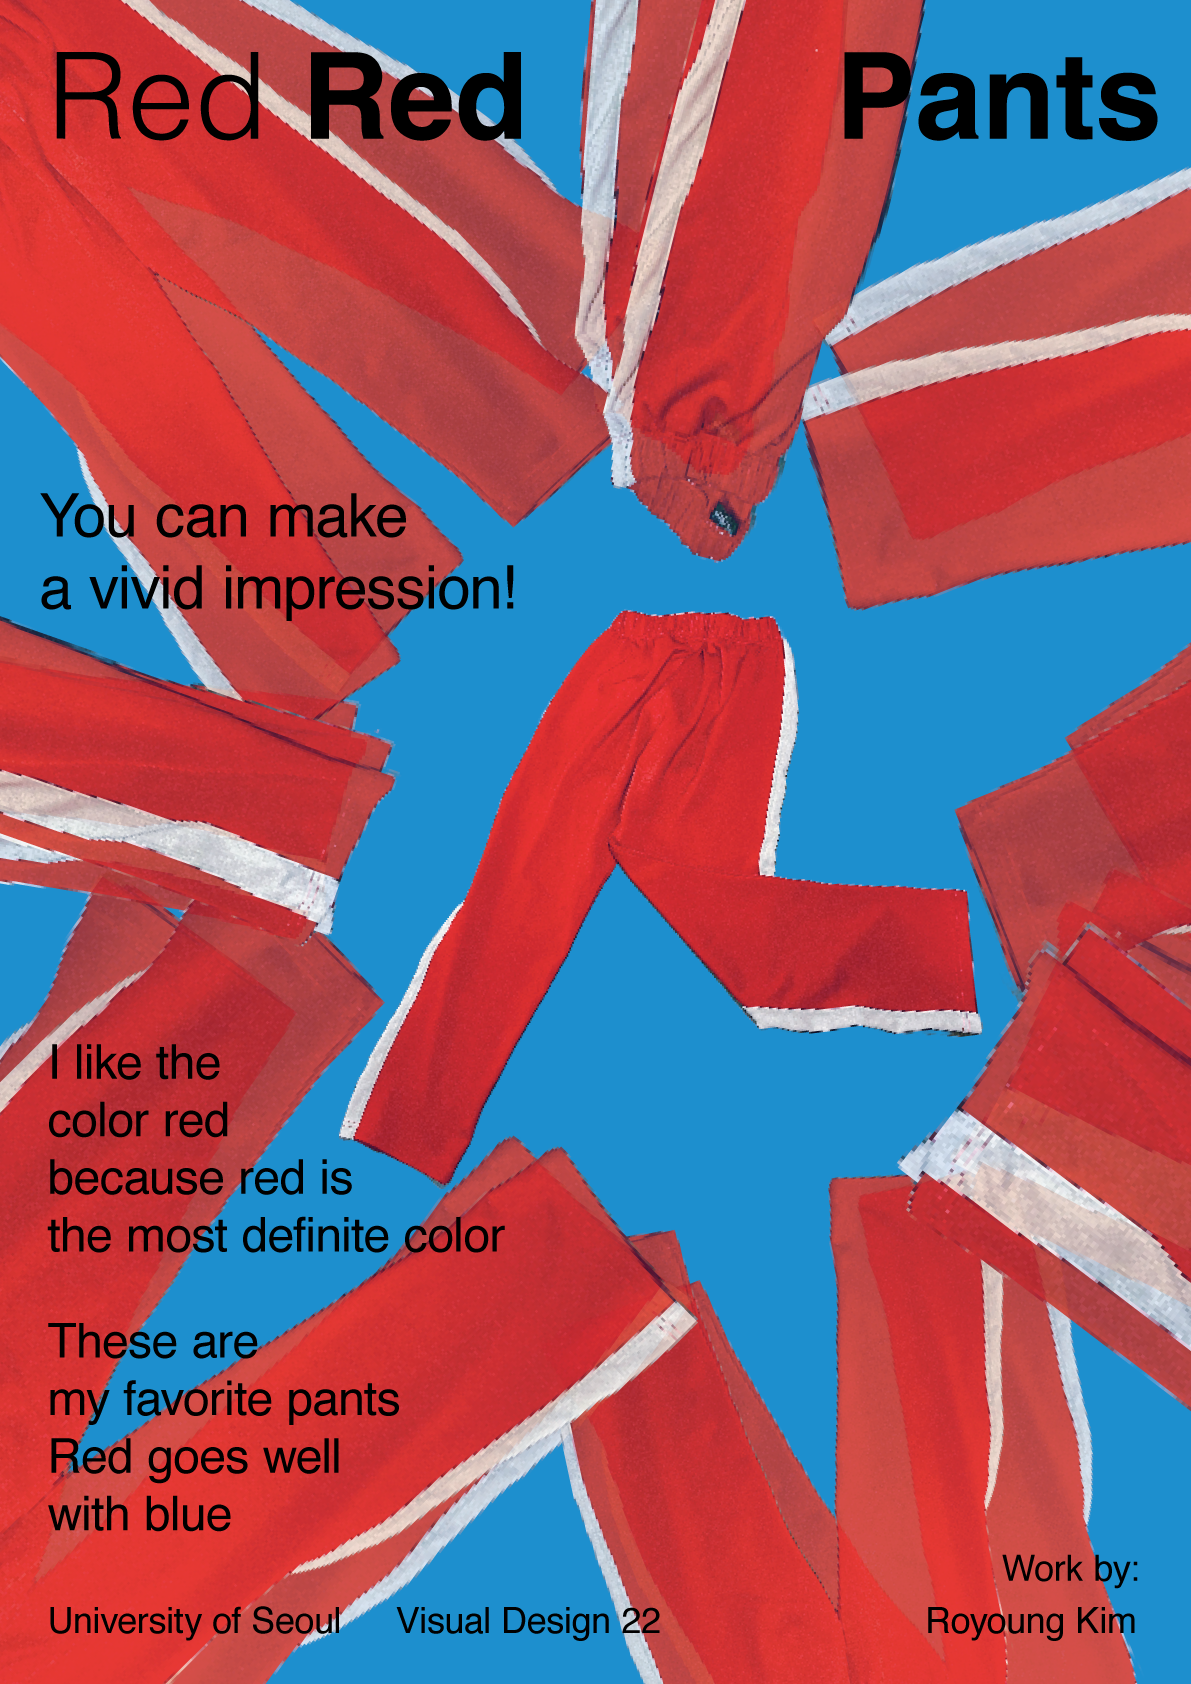 Red Red Pants
You can make
a vivid impression!
I like the
color red
because red is
the most definite color
These are
my favorite pants
Red goes well
with blue
Work by:
University of Seoul Visual Design 22 Royoung Kim